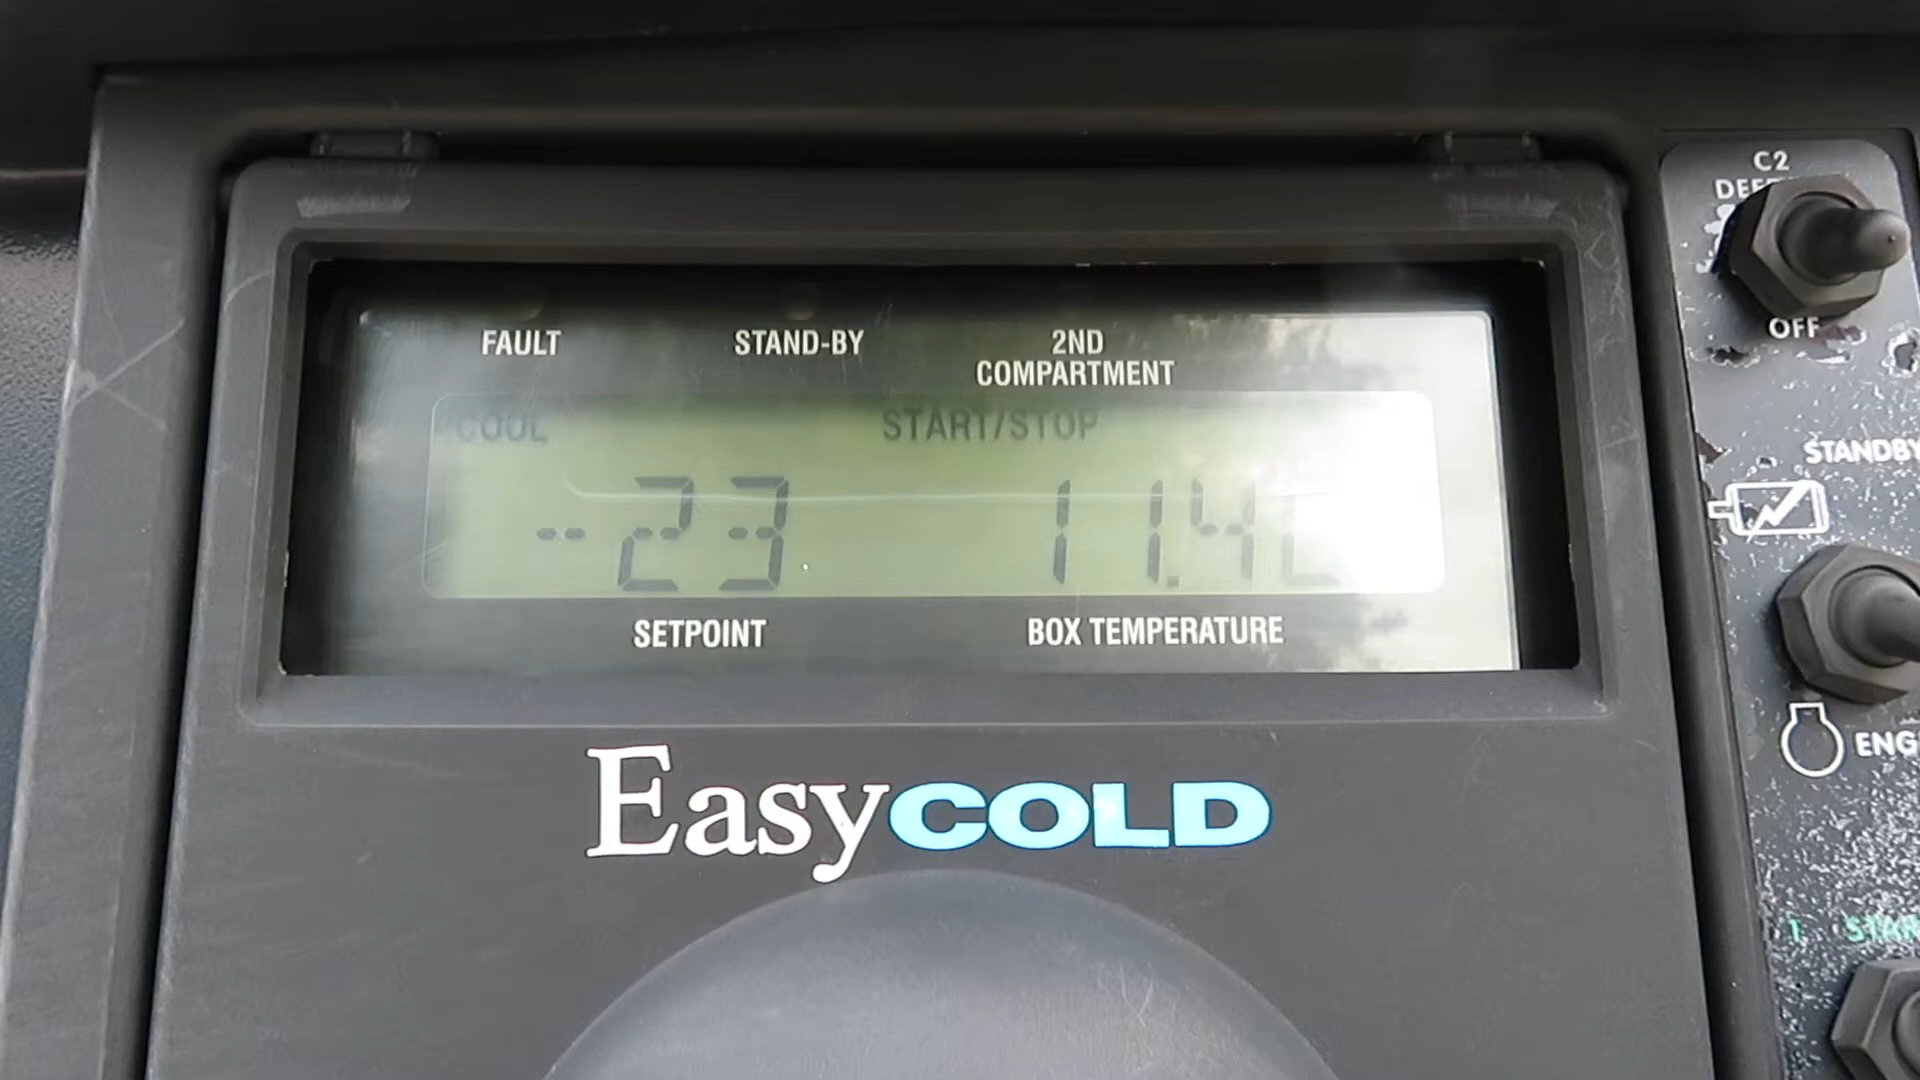 FAULT
STAND-BY
2ND
COMPARTMENT
COOL
START/STOP
-23
11.4C
SETPOINT
BOX TEMPERATURE
EasyCOLD
C2
OFF
STANDBY